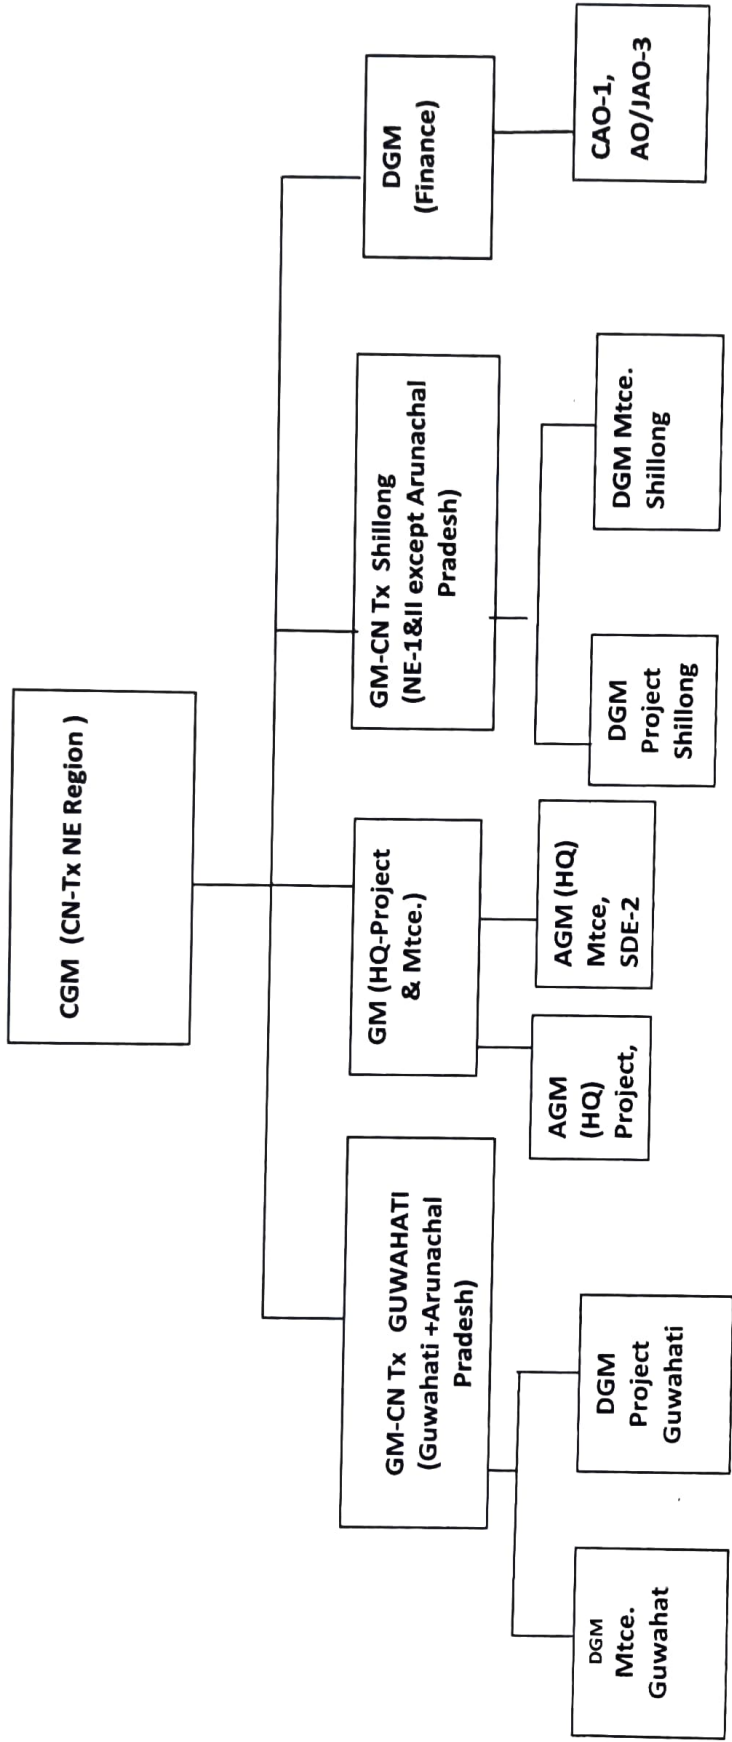 CGM (CN-Tx NE Region )
GM-CN Tx GUWAHATI
(Guwahati +Arunachal
Pradesh)
GM (HQ-Project
& Mtce.)
GM-CN Tx Shillong
(NE-1&II except Arunachal
Pradesh)
DGM
(Finance)
DGM
Mtce.
Guwahat
DGM
Project
Guwahati
AGM
(HQ)
Project,
AGM (HQ)
Mtce,
SDE-2
DGM
Project
Shillong
DGM Mtce.
Shillong
CAO-1,
AO/JAO-3